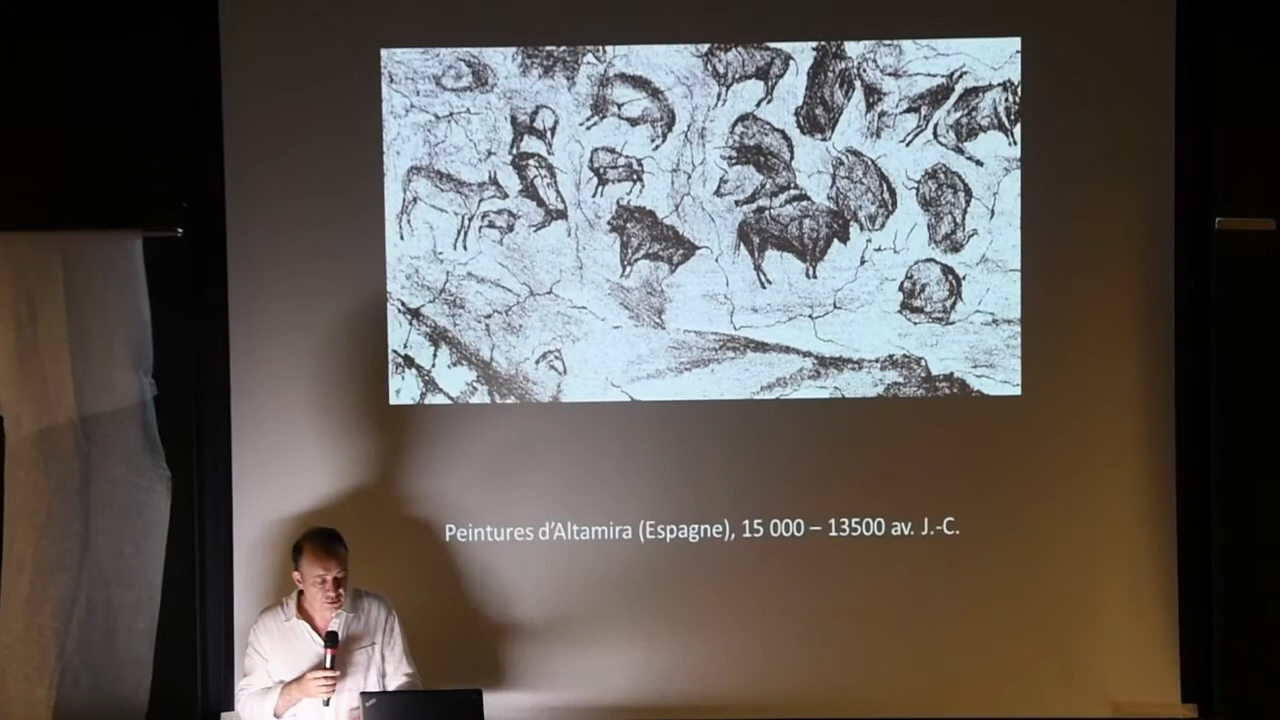 Peintures d'Altamira (Espagne), 15 000 – 13500 av. J.-C.